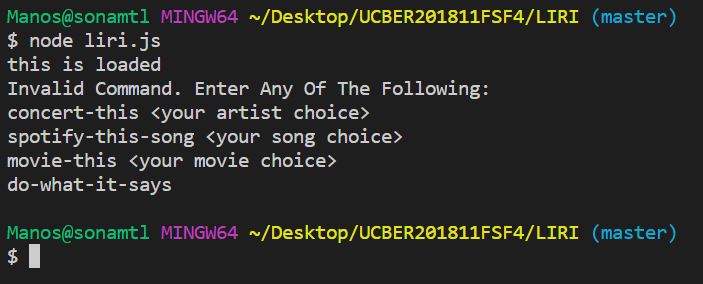 Manos@sonamtl MINGW64 ~/Desktop/UCBER201811FSF4/LIRI (master)
$ node liri.js
this is loaded
Invalid Command. Enter Any Of The Following:
concert-this <your artist choice>
spotify-this-song <your song choice>
movie-this <your movie choice>
do-what-it-says
Manos@sonamtl MINGW64 ~/Desktop/UCBER201811FSF4/LIRI (master)
$